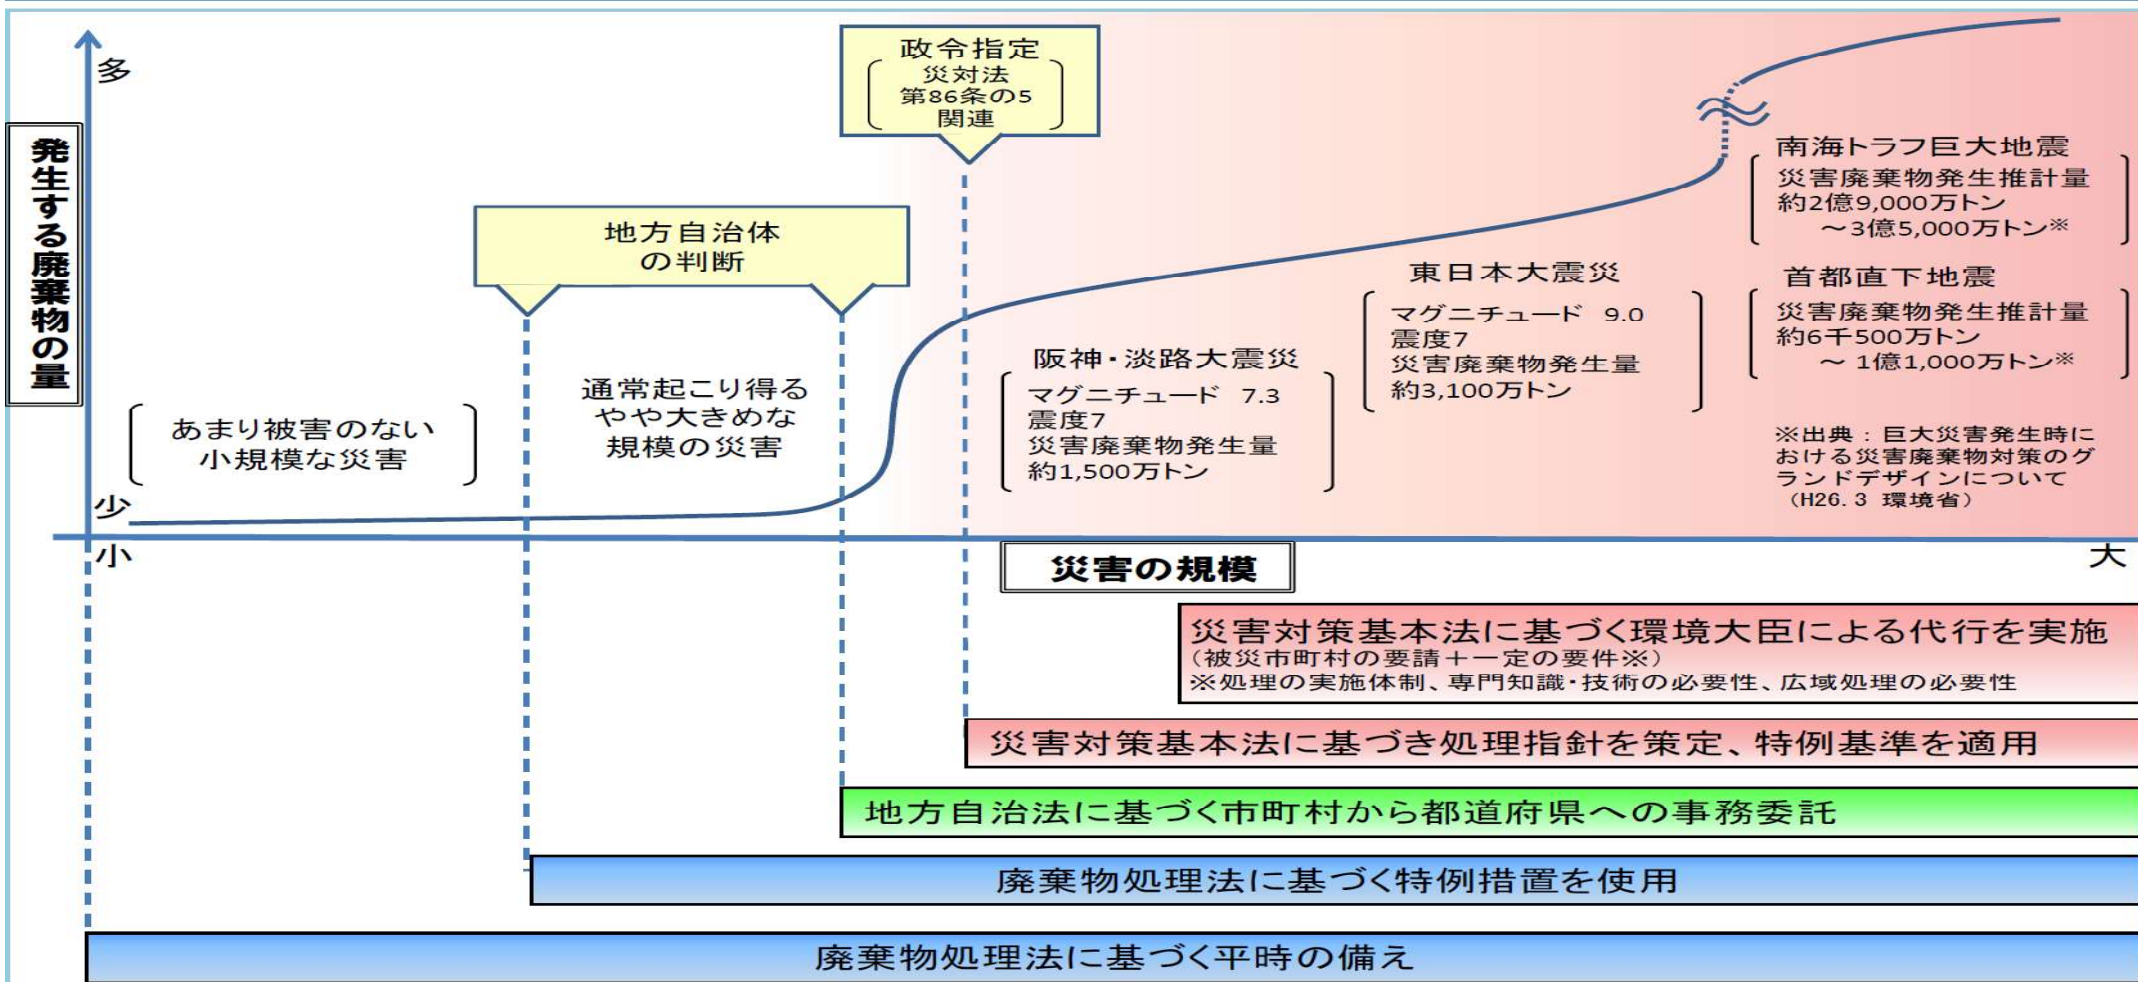 発生する廃棄物の量
多
政令指定
災対法
第86条の5
関連
地方自治体
の判断
南海トラフ巨大地震
災害廃棄物発生推計量
約2億9,000万トン
～3億5,000万トン※
東日本大震災
マグニチュード 9.0
震度7
災害廃棄物発生量
約3,100万トン
首都直下地震
災害廃棄物発生推計量
約6千500万トン
～ 1億1,000万トン※
阪神・淡路大震災
マグニチュード 7.3
震度7
災害廃棄物発生量
約1,500万トン
通常起こり得る
やや大きめな
規模の災害
あまり被害のない
小規模な災害
※出典：巨大災害発生時に
おける災害廃棄物対策のグ
ランドデザインについて
（H26.3 環境省）
少
小
災害の規模
大
災害対策基本法に基づく環境大臣による代行を実施
（被災市町村の要請＋一定の要件※）
※処理の実施体制、専門知識・技術の必要性、広域処理の必要性
災害対策基本法に基づき処理指針を策定、特例基準を適用
地方自治法に基づく市町村から都道府県への事務委託
廃棄物処理法に基づく特例措置を使用
廃棄物処理法に基づく平時の備え